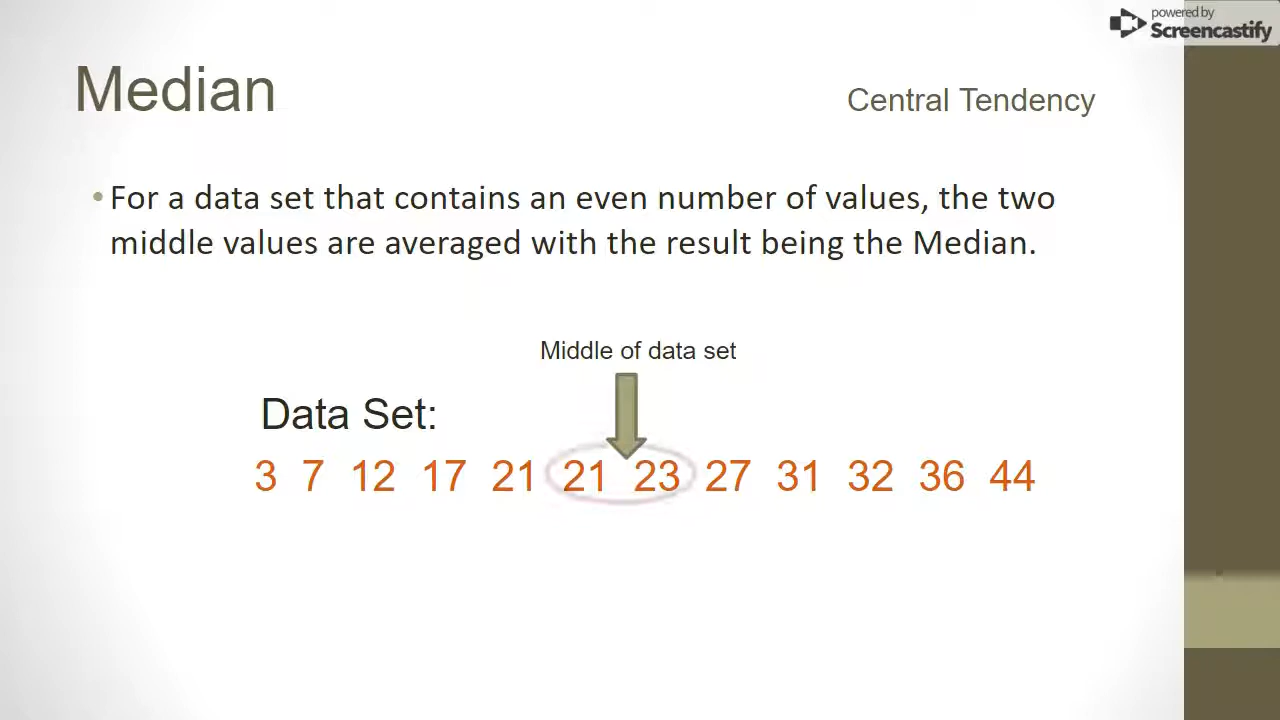 powered by
Screencastify
Median
Central Tendency
• For a data set that contains an even number of values, the two
middle values are averaged with the result being the Median.
Middle of data set
Data Set:
3 7 12 17 21 21 23 27 31 32 36 44